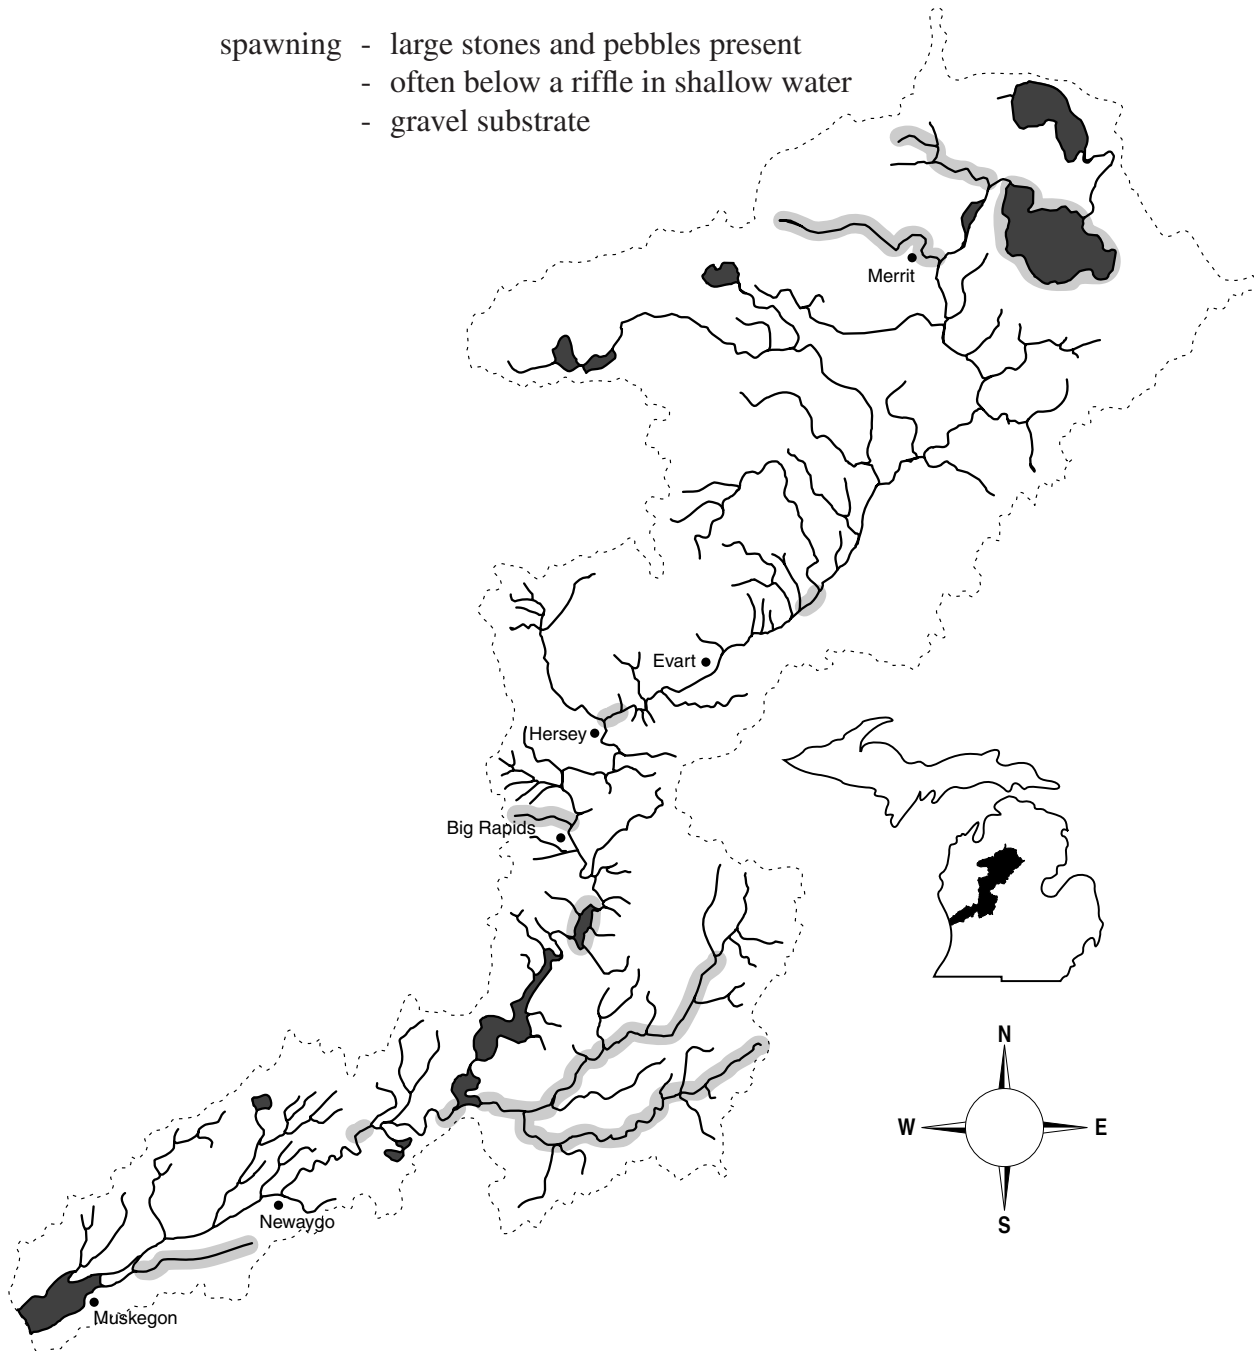 spawning - large stones and pebbles present
- often below a riffle in shallow water
- gravel substrate
Merrit
Evart
Hersey
Big Rapids
N
W E
S
Newaygo
Muskegon